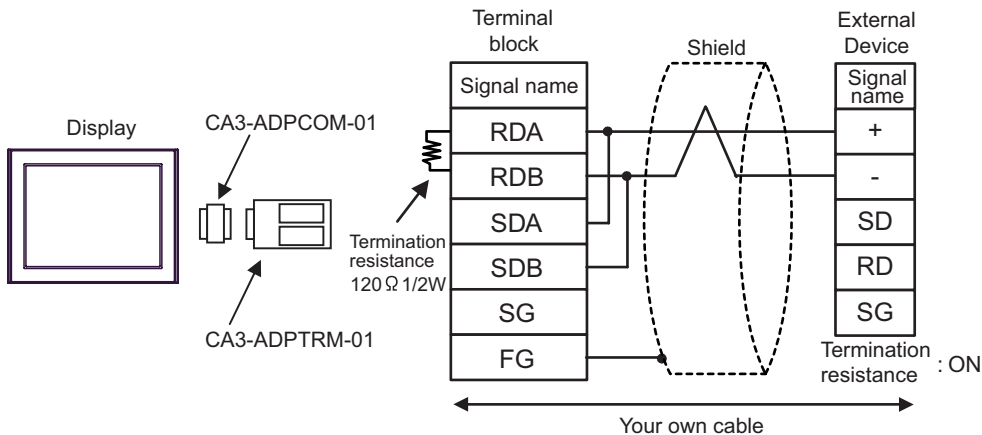 Display
CA3-ADPCOM-01
CA3-ADPTRM-01
Termination
resistance
120Ω 1/2W
Terminal
block
Signal name
RDA
RDB
SDA
SDB
SG
FG
Shield
External
Device
Signal
name
+
-
SD
RD
SG
Termination
resistance : ON
Your own cable